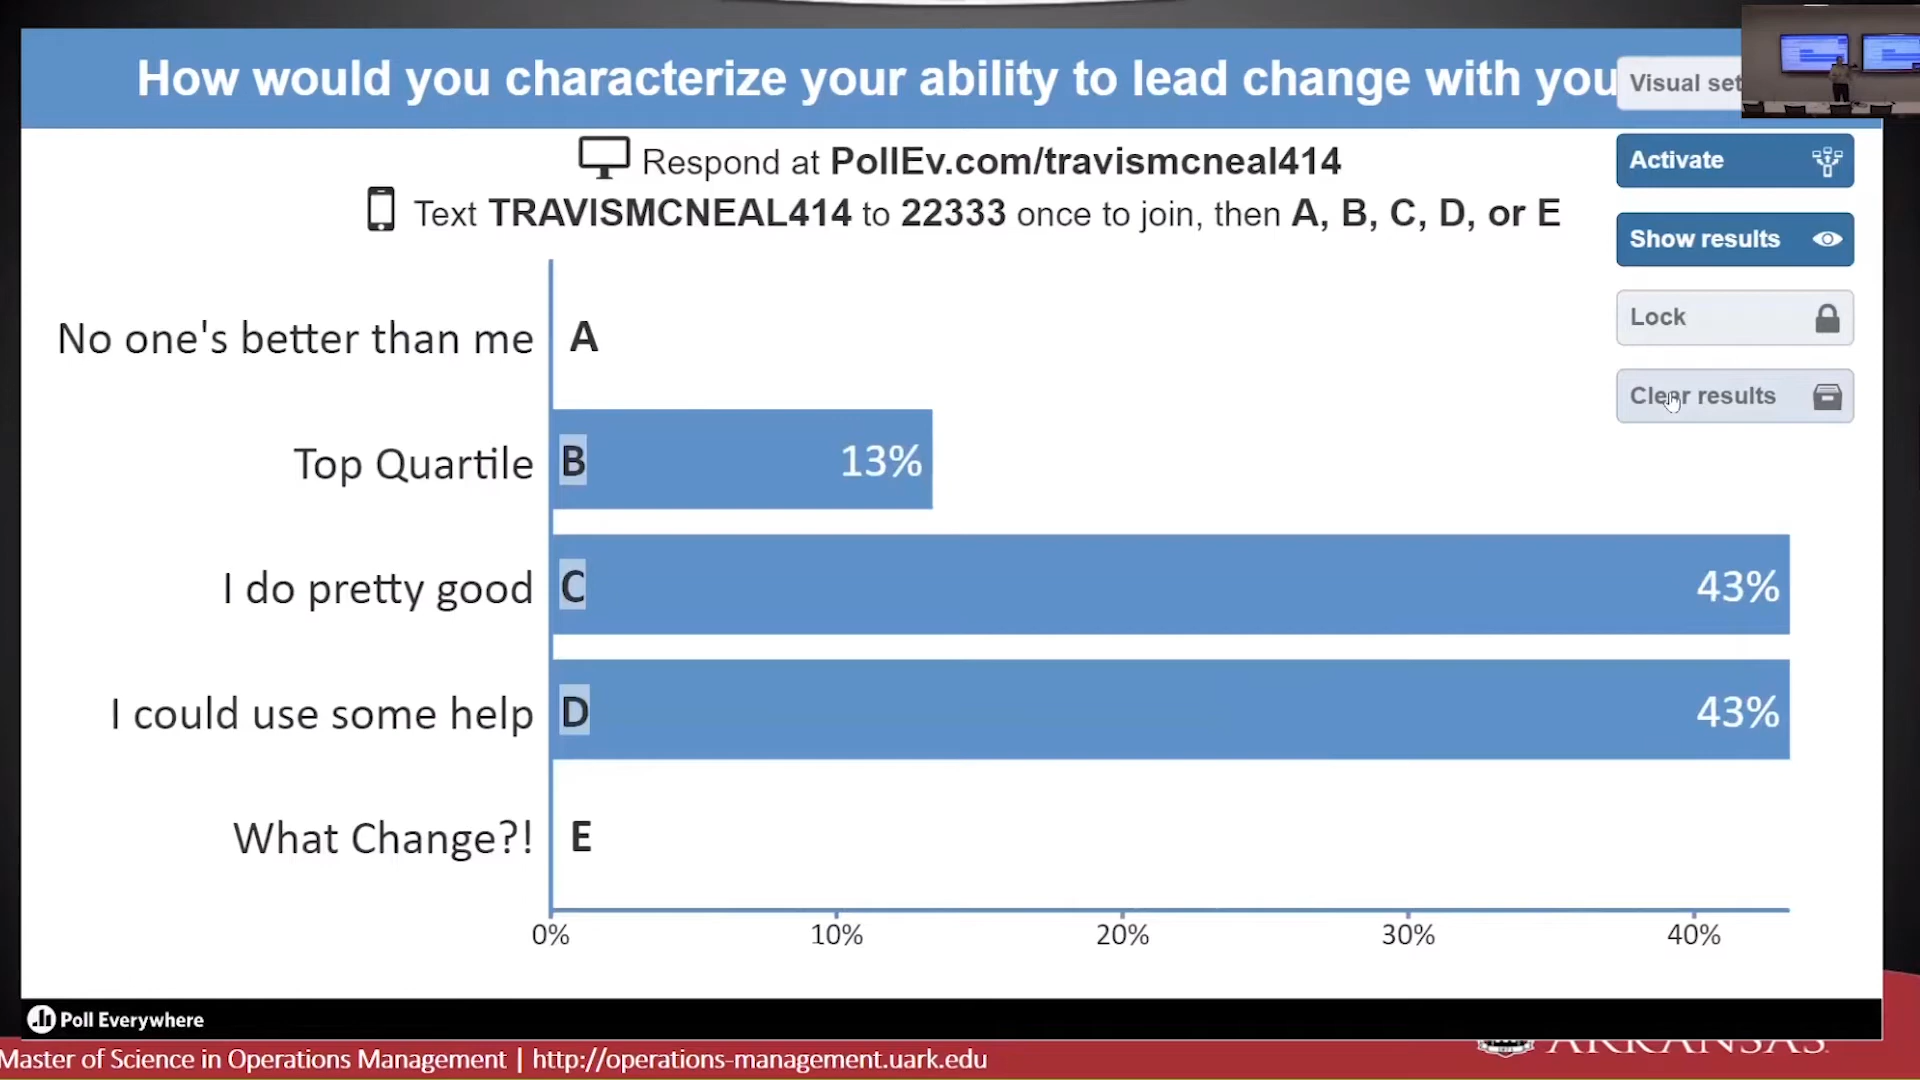 How would you characterize your ability to lead change with you
Visual set
Respond at PollEv.com/travismcneal414
Activate
Text TRAVISMCNEAL414 to 22333 once to join, then A, B, C, D, or E
Show results
Lock
Clear results
No one's better than me A
Top Quartile B 13%
I do pretty good C 43%
I could use some help D 43%
What Change?! E
0% 10% 20% 30% 40%
Poll Everywhere
Master of Science in Operations Management | http://operations-management.uark.edu
ARKANSAS